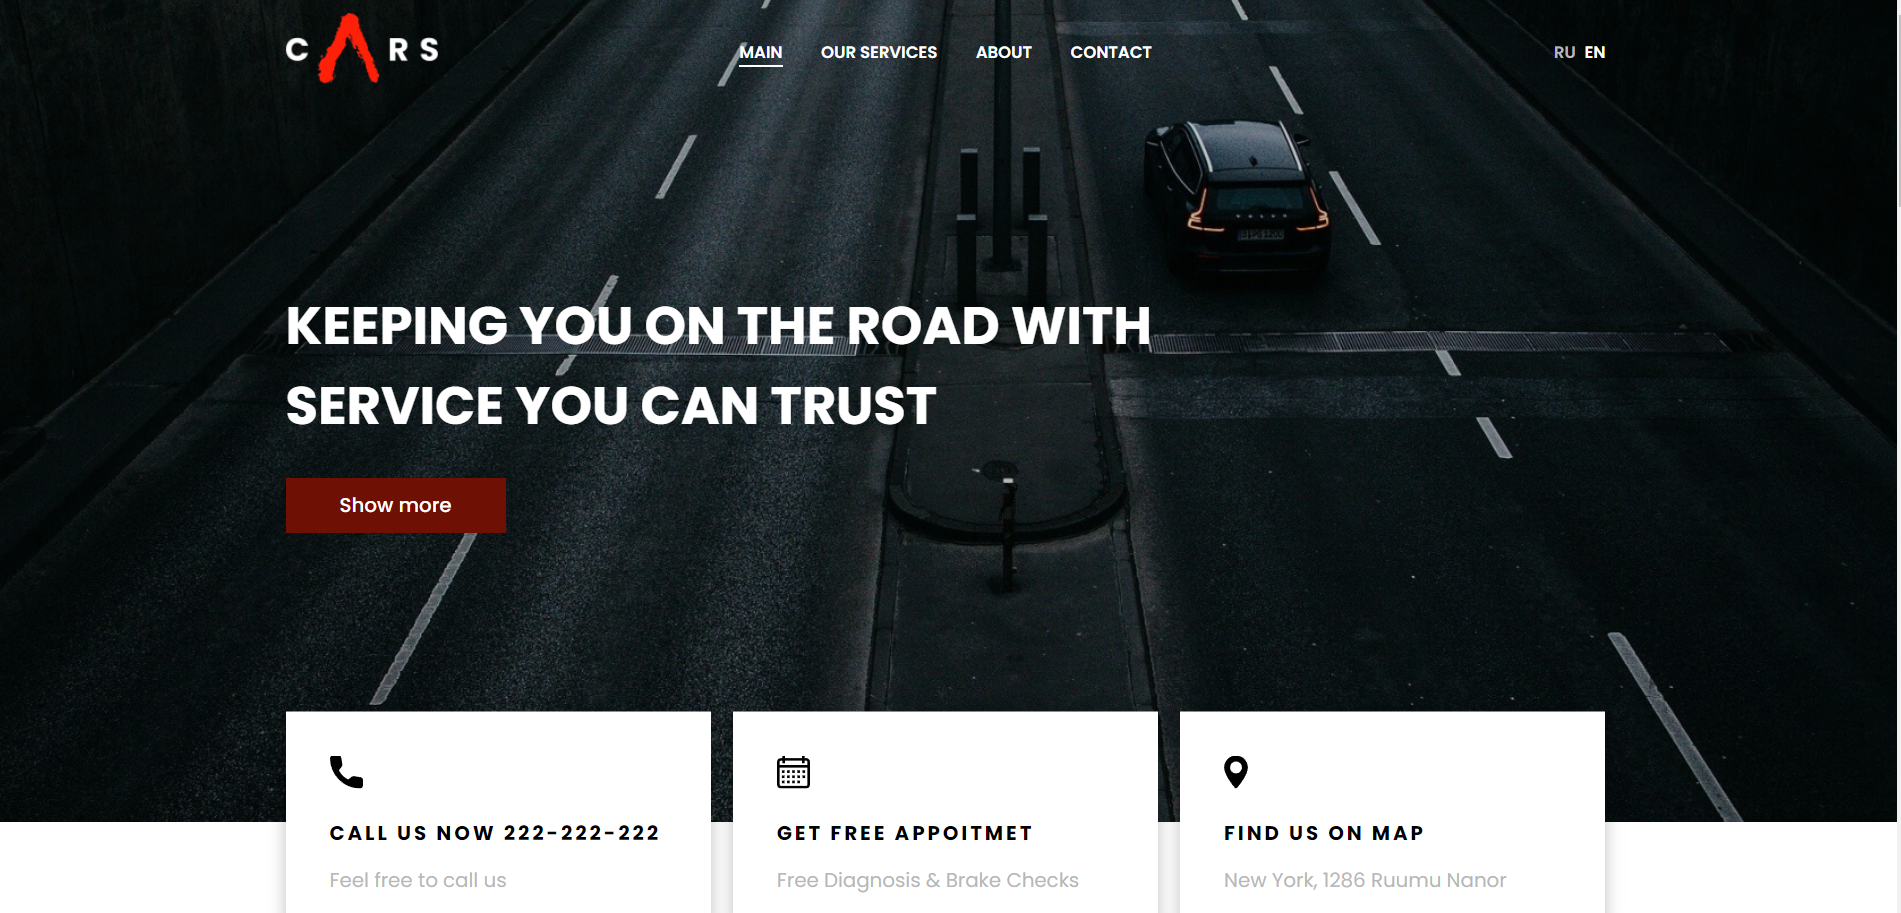 CARS
MAIN OUR SERVICES ABOUT CONTACT
RU EN
VOLVO
KEEPING YOU ON THE ROAD WITH
SERVICE YOU CAN TRUST
Show more
CALL US NOW 222-222-222
Feel free to call us
GET FREE APPOITMET
Free Diagnosis & Brake Checks
FIND US ON MAP
New York, 1286 Ruumu Nanor